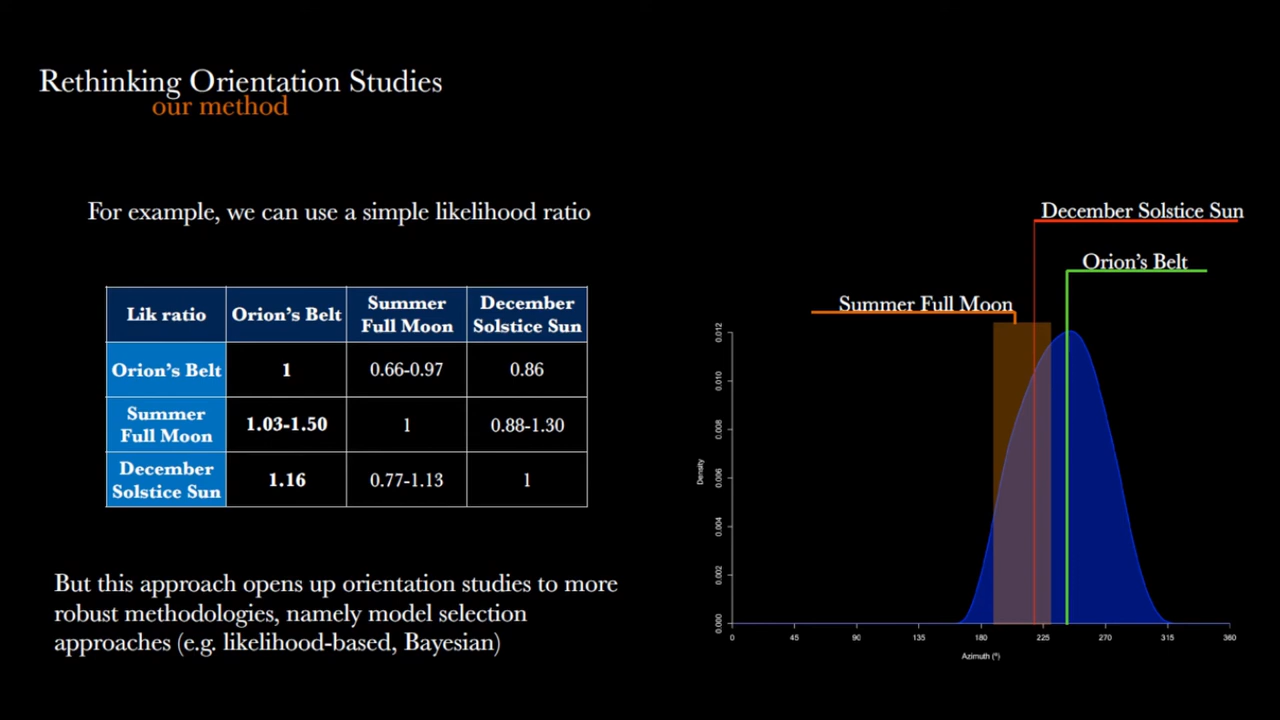 Rethinking Orientation Studies
our method
For example, we can use a simple likelihood ratio
Lik ratio
Orion's Belt
Summer
Full Moon
December
Solstice Sun
Orion's Belt
1
0.66-0.97
0.86
Summer
Full Moon
1.03-1.50
1
0.88-1.30
December
Solstice Sun
1.16
0.77-1.13
1
But this approach opens up orientation studies to more
robust methodologies, namely model selection
approaches (e.g. likelihood-based, Bayesian)
December Solstice Sun
Orion's Belt
Summer Full Moon
0.012
0.010
0.008
0.006
0.004
0.002
0.000
Density
0 45 90 135 180 225 270 315 360
Azimuth (º)